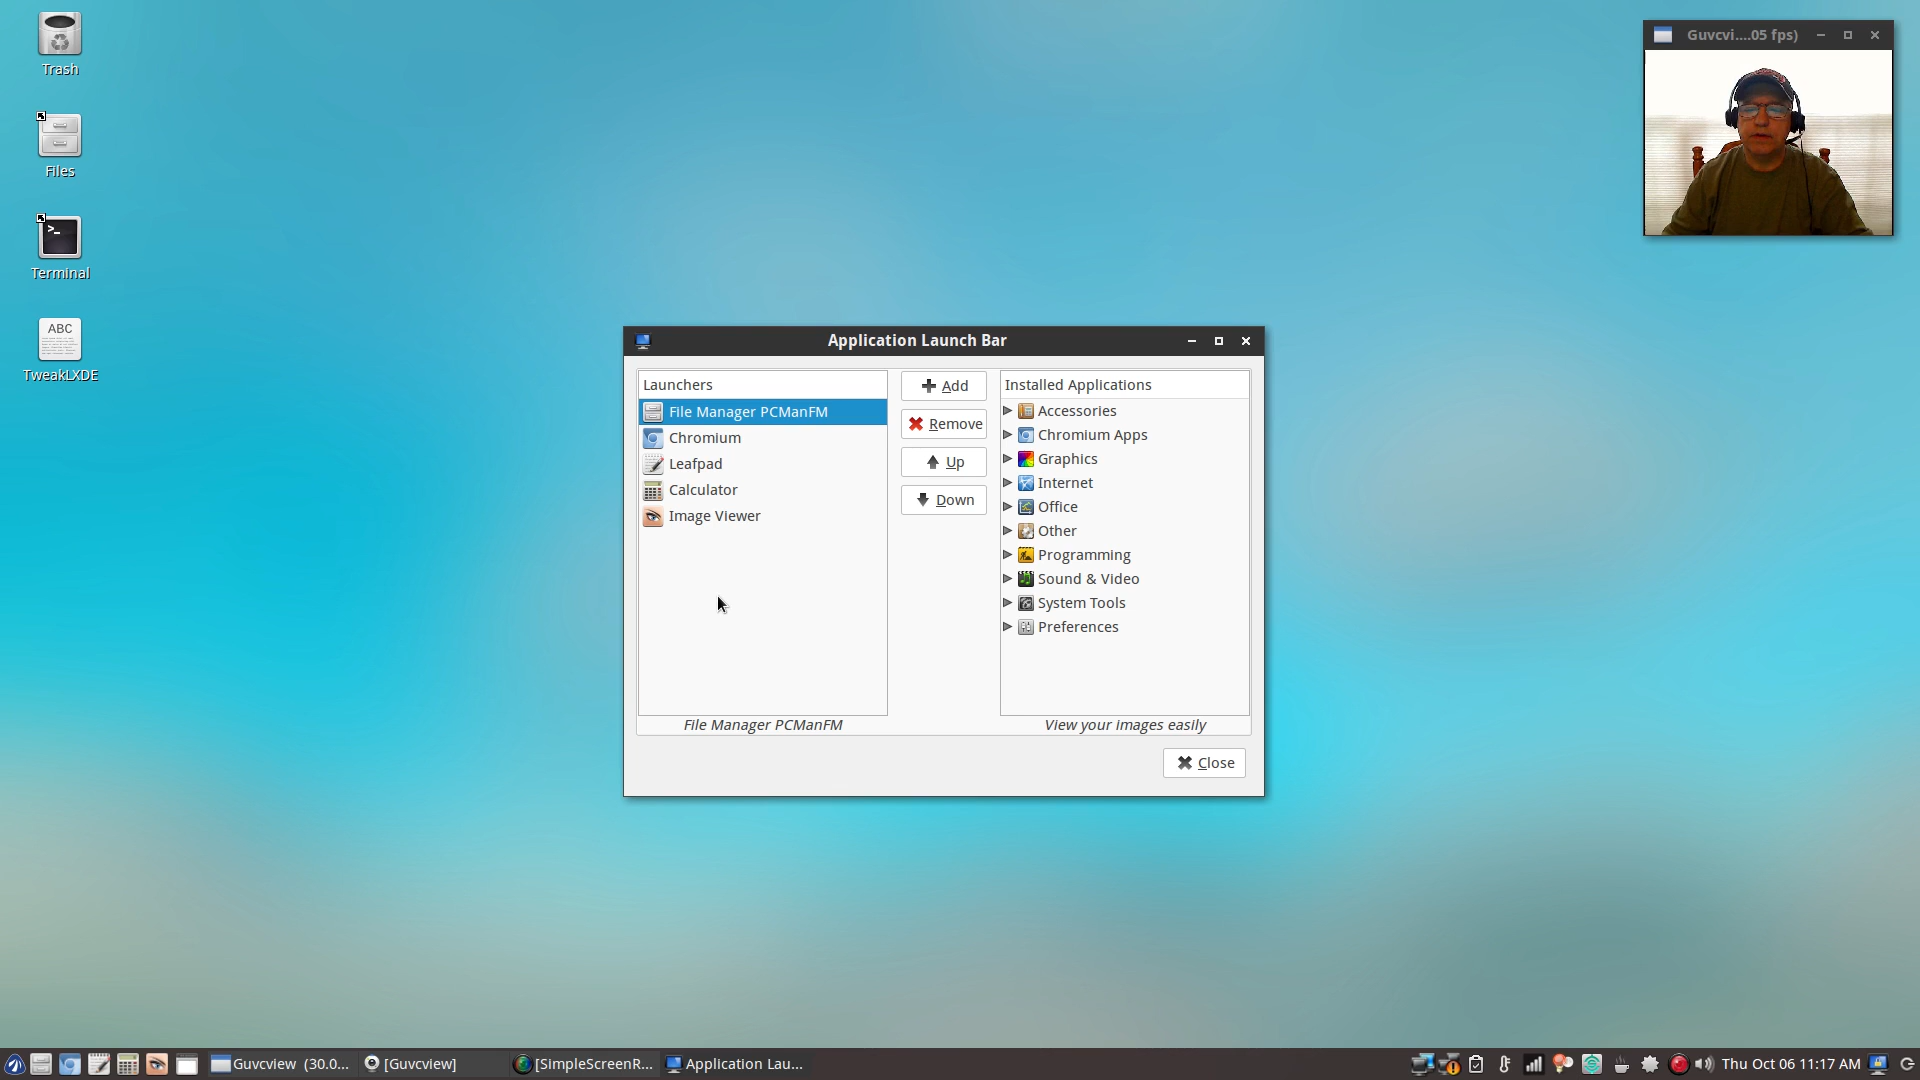 Trash
Files
>_
Terminal
ABC
TweakLXDE
Guvcvi....05 fps)
Application Launch Bar
Launchers
File Manager PCManFM
Chromium
Leafpad
Calculator
Image Viewer
File Manager PCManFM
Add
Remove
Up
Down
Installed Applications
Accessories
Chromium Apps
Graphics
Internet
Office
Other
Programming
Sound & Video
System Tools
Preferences
View your images easily
Close
Guvcview (30.0...
[Guvcview]
[SimpleScreenR...
Application Lau...
Thu Oct 06 11:17 AM